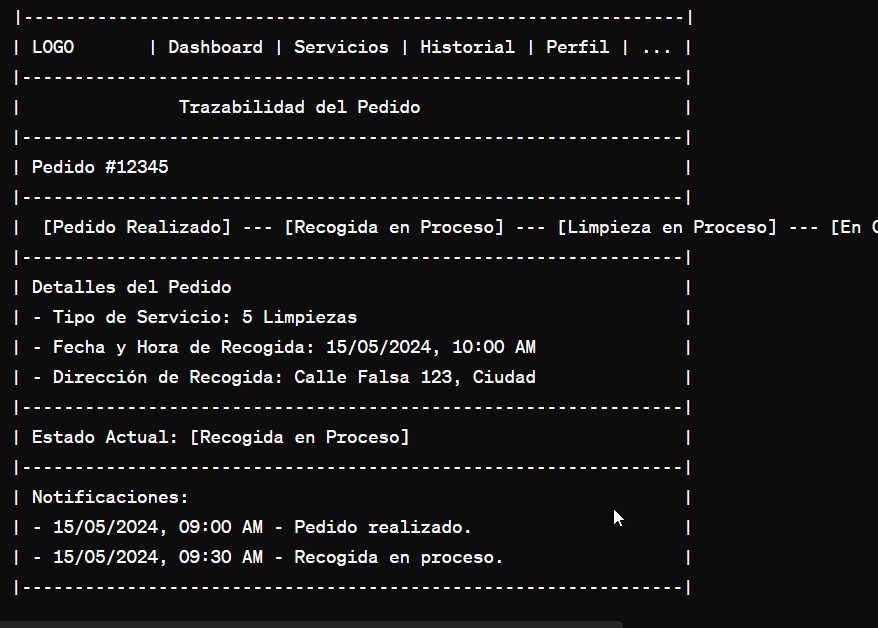 |---------------------------------------------------------------|
| LOGO       | Dashboard | Servicios | Historial | Perfil | ... |
|---------------------------------------------------------------|
|               Trazabilidad del Pedido                         |
|---------------------------------------------------------------|
| Pedido #12345                                                 |
|---------------------------------------------------------------|
|  [Pedido Realizado] --- [Recogida en Proceso] --- [Limpieza en Proceso] --- [En
|---------------------------------------------------------------|
| Detalles del Pedido                                           |
| - Tipo de Servicio: 5 Limpiezas                               |
| - Fecha y Hora de Recogida: 15/05/2024, 10:00 AM              |
| - Dirección de Recogida: Calle Falsa 123, Ciudad              |
|---------------------------------------------------------------|
| Estado Actual: [Recogida en Proceso]                          |
|---------------------------------------------------------------|
| Notificaciones:                                               |
| - 15/05/2024, 09:00 AM - Pedido realizado.                    |
| - 15/05/2024, 09:30 AM - Recogida en proceso.                 |
|---------------------------------------------------------------|